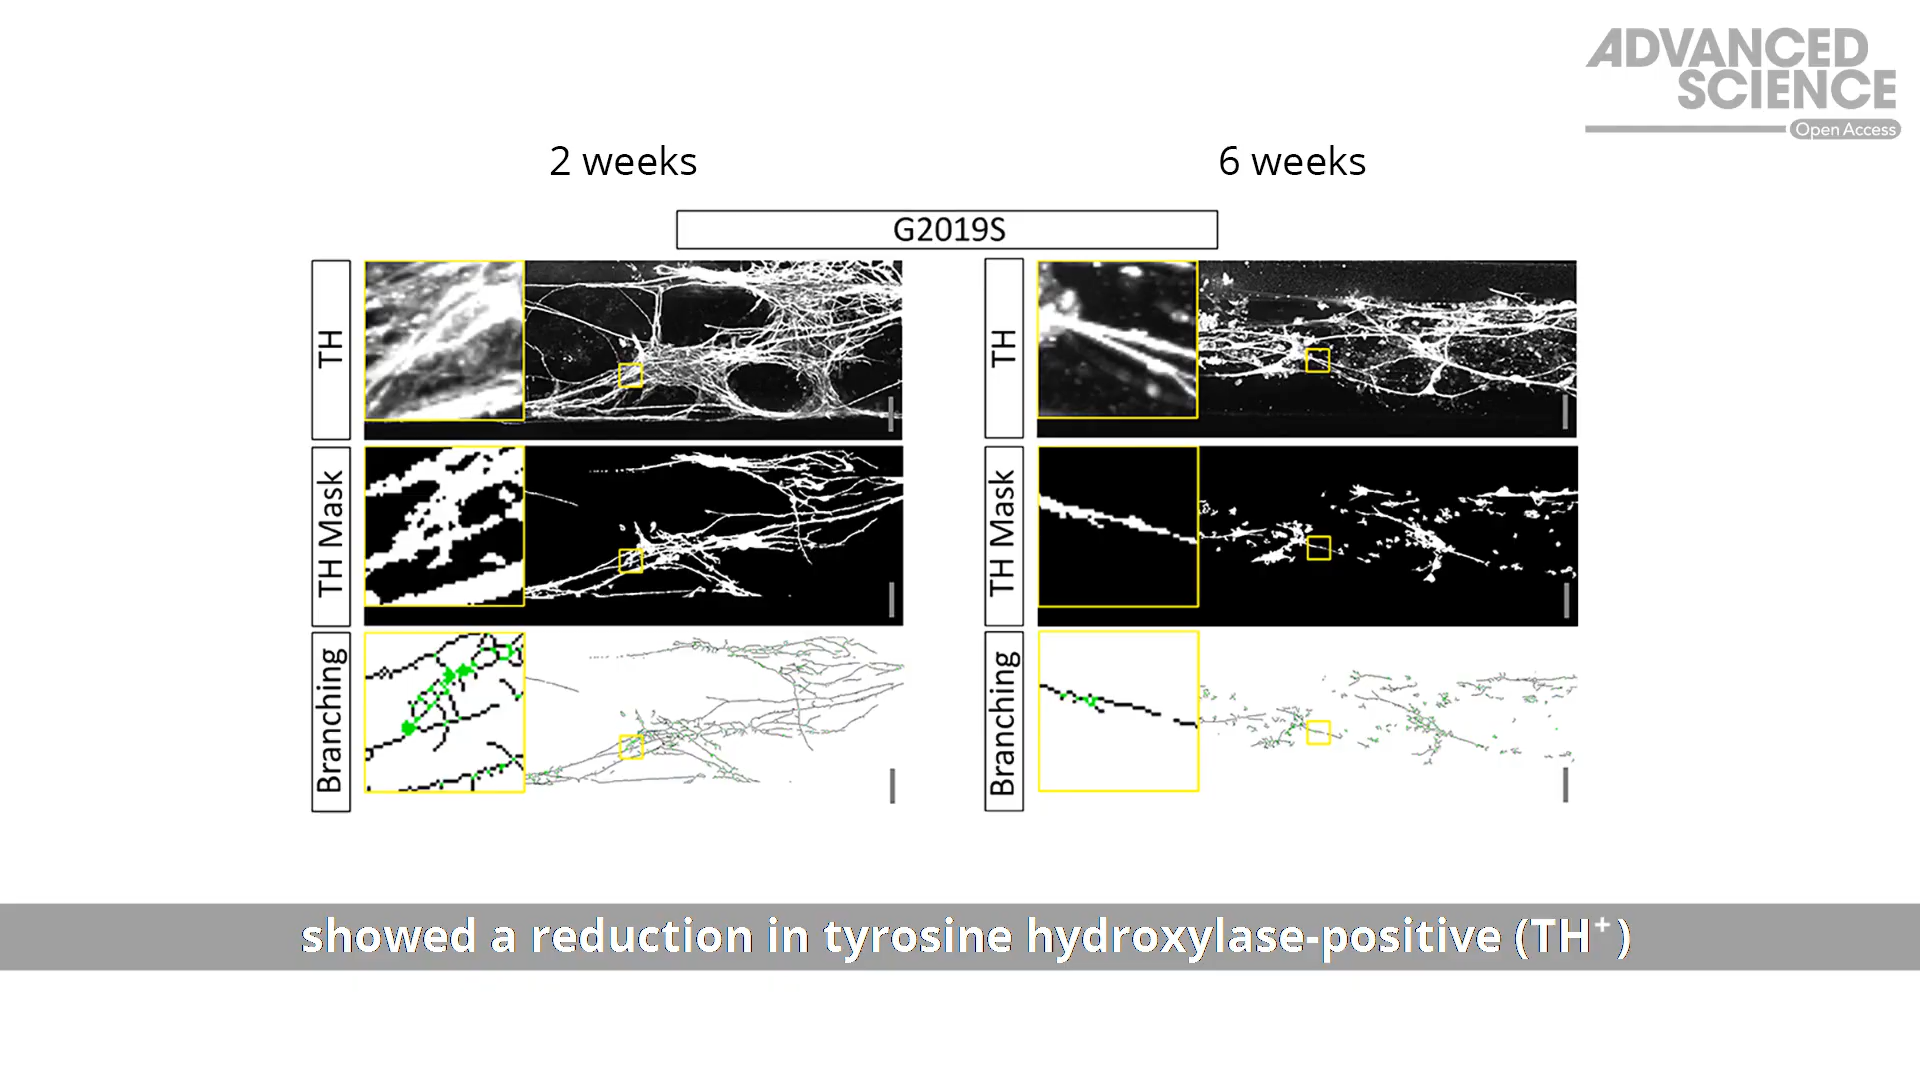 ADVANCED
SCIENCE
Open Access
2 weeks
6 weeks
G2019S
TH
TH
TH Mask
TH Mask
Branching
Branching
showed a reduction in tyrosine hydroxylase-positive (TH⁺)